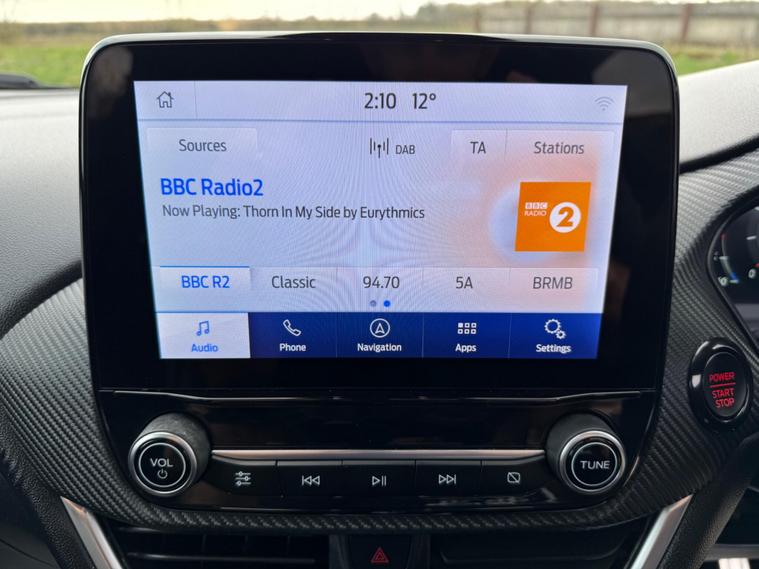 2:10 12°
Sources DAB TA Stations
BBC Radio2
Now Playing: Thorn In My Side by Eurythmics
BBC
RADIO 2
BBC R2 Classic 94.70 5A BRMB
Audio Phone Navigation Apps Settings
POWER
START
STOP
VOL TUNE